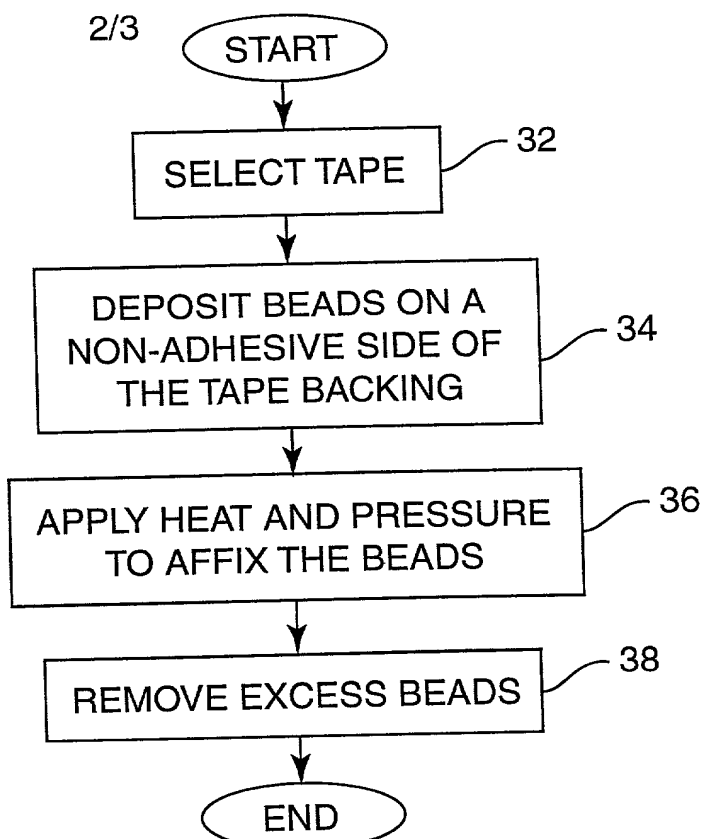 2/3
START
SELECT TAPE
32
DEPOSIT BEADS ON A
NON-ADHESIVE SIDE OF
THE TAPE BACKING
34
APPLY HEAT AND PRESSURE
TO AFFIX THE BEADS
36
REMOVE EXCESS BEADS
38
END